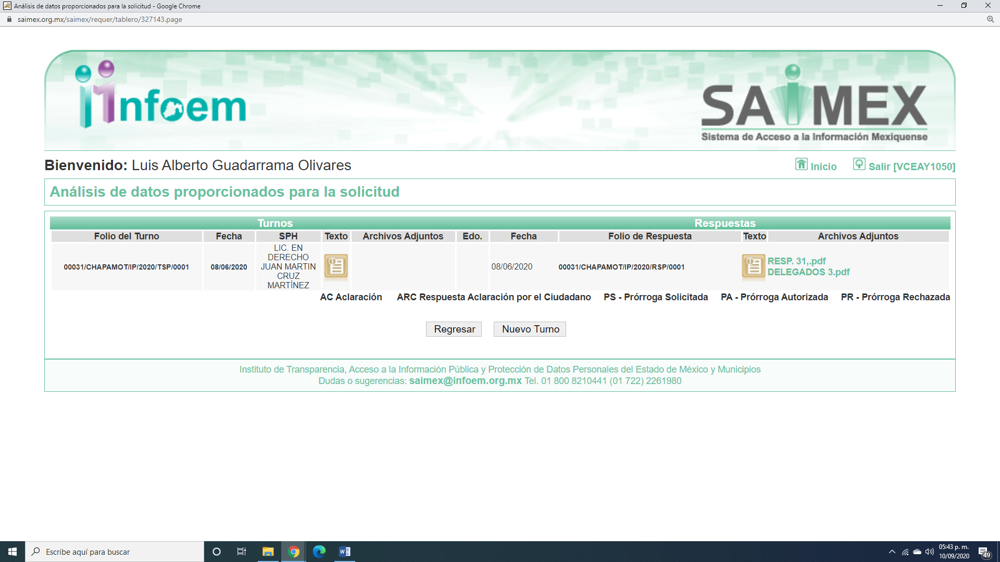 Análisis de datos proporcionados para la solicitud - Google Chrome
saimex.org.mx/saimex/requer/tablero/327143.page
infoem
SAIMEX
Sistema de Acceso a la Información Mexiquense
Bienvenido: Luis Alberto Guadarrama Olivares
Inicio Salir [VCEAY1050]
Análisis de datos proporcionados para la solicitud
Turnos Respuestas
Folio del Turno Fecha SPH Texto Archivos Adjuntos Edo. Fecha Folio de Respuesta Texto Archivos Adjuntos
00031/CHAPAMOT/IP/2020/TSP/0001 08/06/2020
LIC. EN
DERECHO
JUAN MARTIN
CRUZ
MARTÍNEZ
08/06/2020 00031/CHAPAMOT/IP/2020/RSP/0001
RESP. 31,.pdf
DELEGADOS 3.pdf
AC Aclaración ARC Respuesta Aclaración por el Ciudadano PS - Prórroga Solicitada PA - Prórroga Autorizada PR - Prórroga Rechazada
Regresar Nuevo Turno
Instituto de Transparencia, Acceso a la Información Pública y Protección de Datos Personales del Estado de México y Municipios
Dudas o sugerencias: saimex@infoem.org.mx Tel. 01 800 8210441 (01 722) 2261980
Escribe aquí para buscar
05:43 p. m.
10/09/2020
49